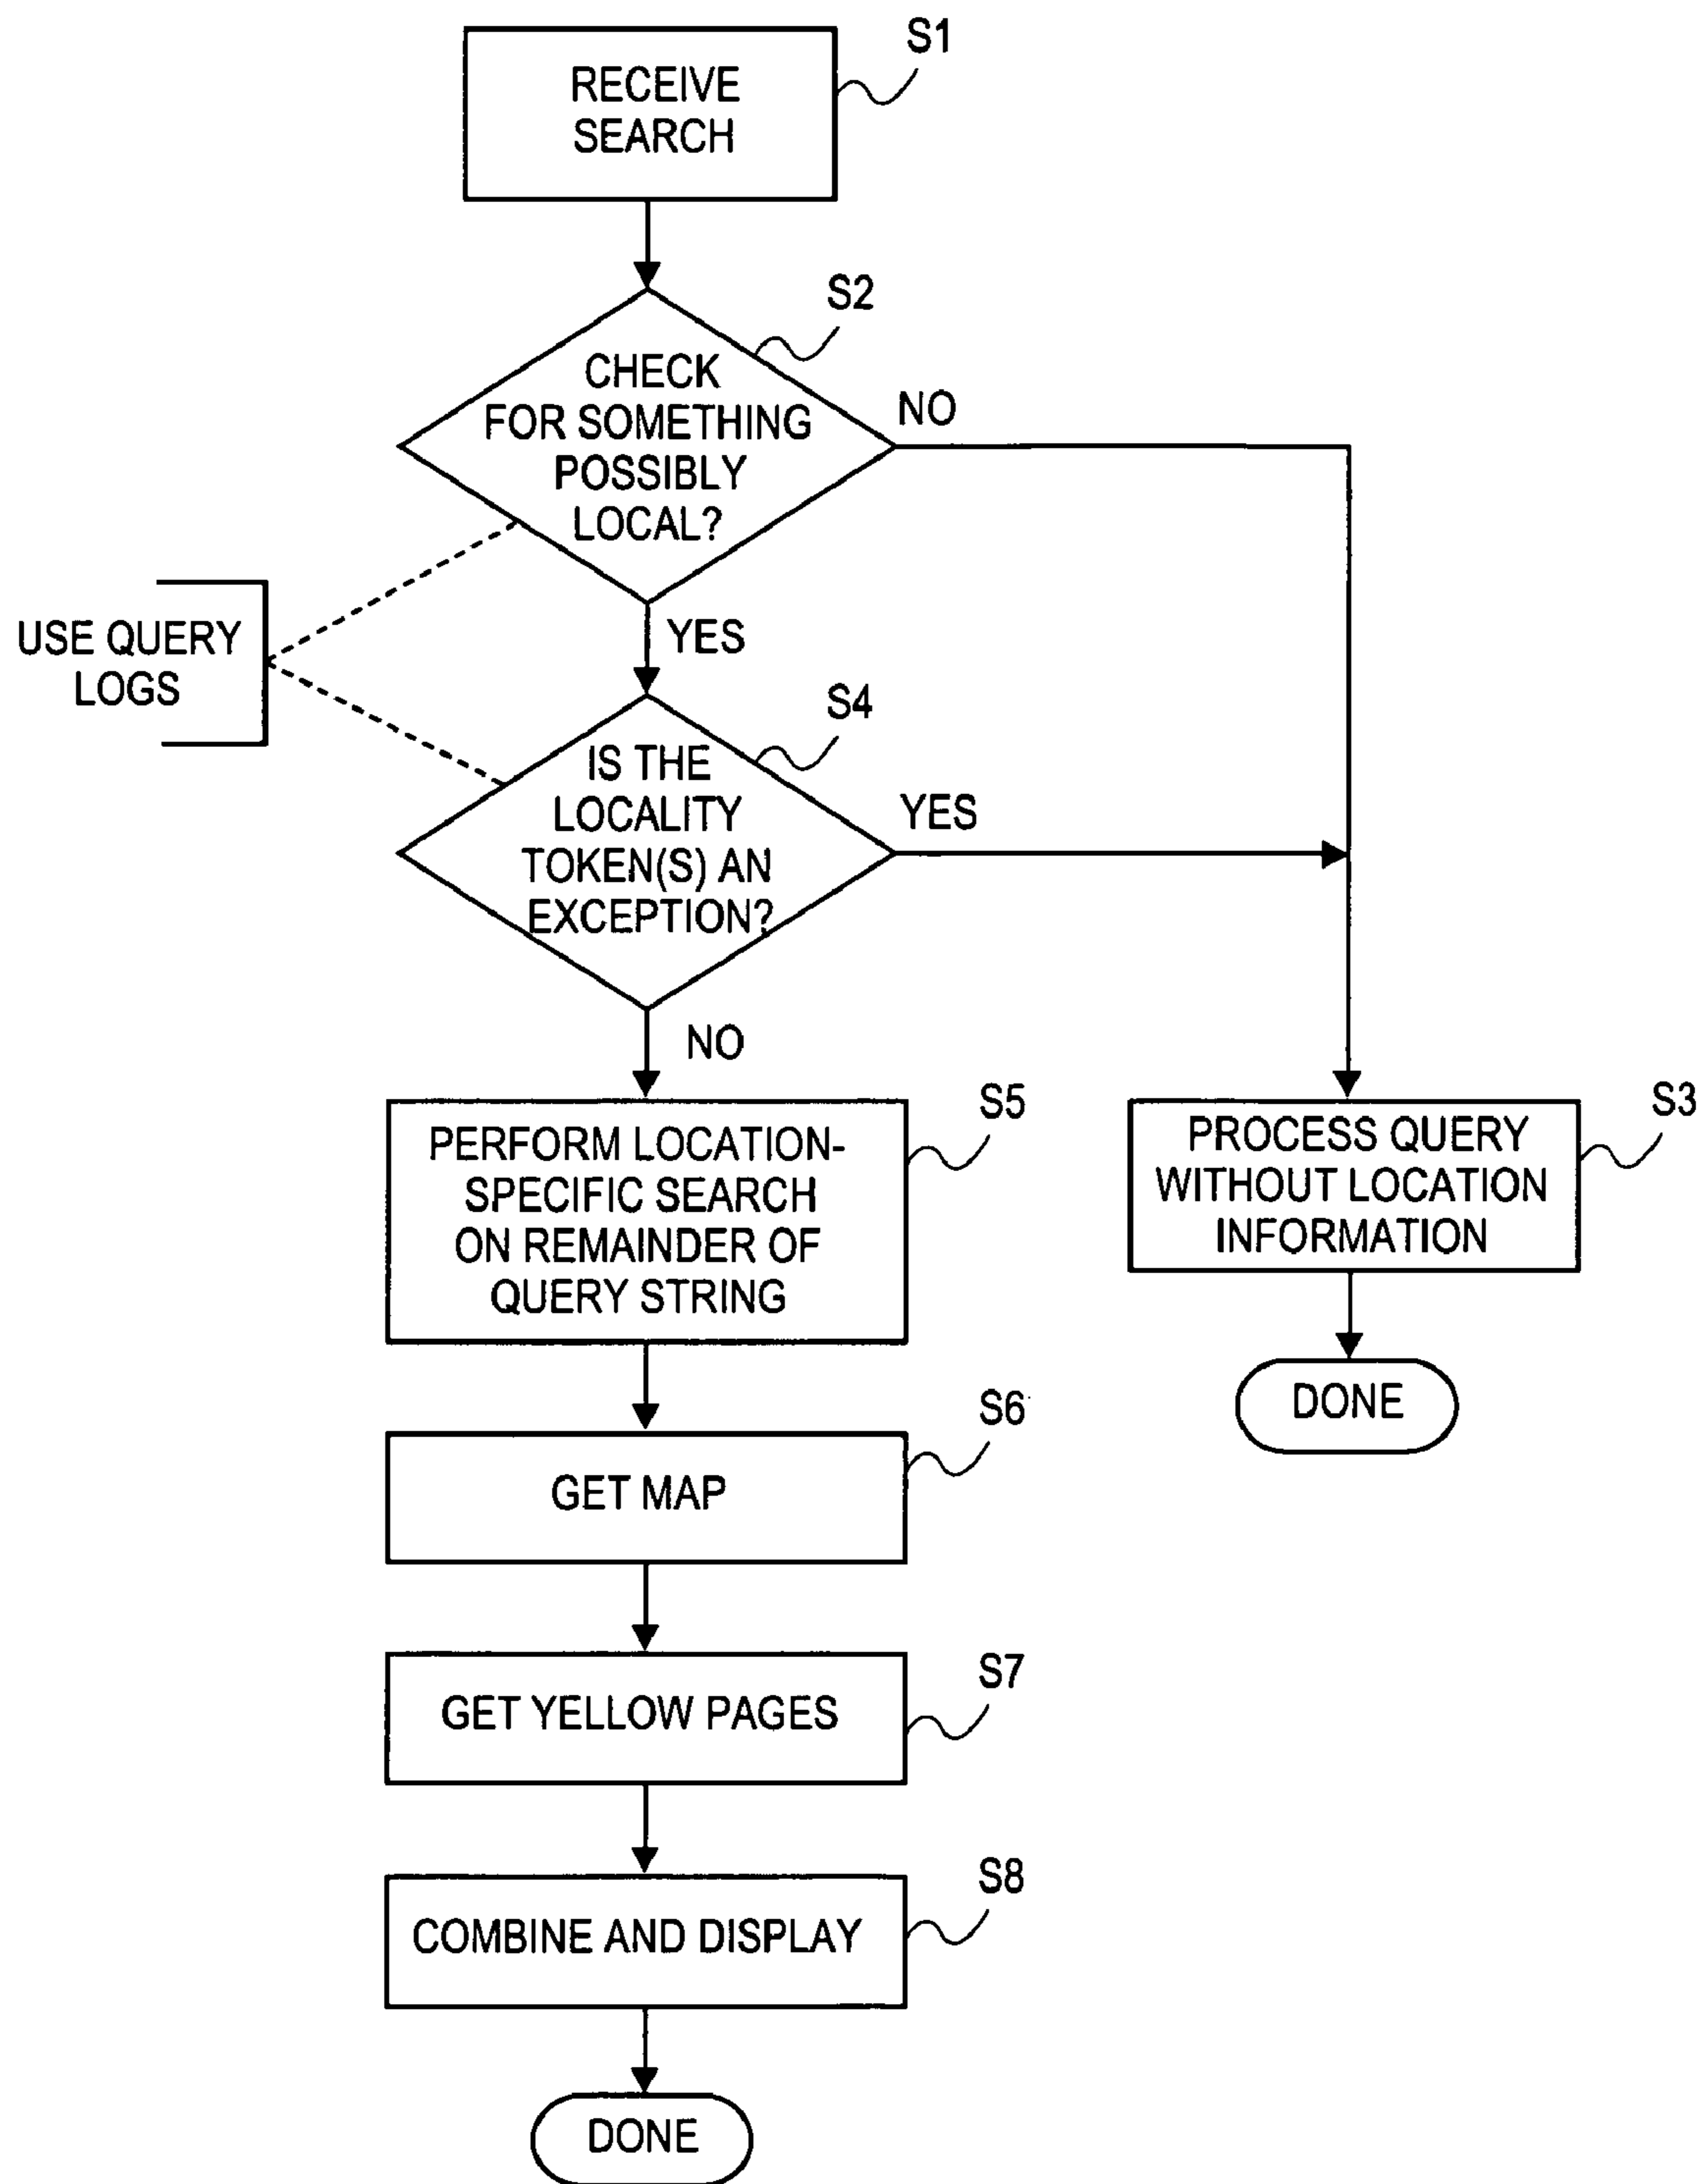 S1
RECEIVE
SEARCH
S2
CHECK
FOR SOMETHING
POSSIBLY
LOCAL?
NO
USE QUERY
LOGS
YES
S4
IS THE
LOCALITY
TOKEN(S) AN
EXCEPTION?
YES
NO
S5
PERFORM LOCATION-
SPECIFIC SEARCH
ON REMAINDER OF
QUERY STRING
S3
PROCESS QUERY
WITHOUT LOCATION
INFORMATION
DONE
S6
GET MAP
S7
GET YELLOW PAGES
S8
COMBINE AND DISPLAY
DONE